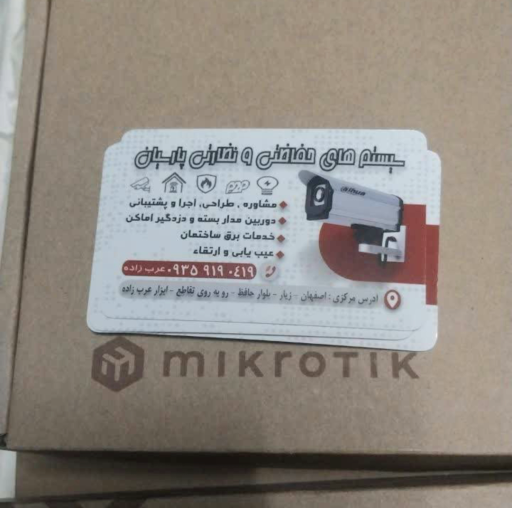 سیستم های حفاظتی و نظارتی پارسیان
مشاوره ، طراحی، اجرا و پشتیبانی
دوربین مدار بسته و دزدگیر اماکن
خدمات برق ساختمان
عیب یابی و ارتقاء
۰۹۳۵ ۹۱۹ ۰۴۱۹ عرب زاده
ادرس مرکزی : اصفهان - زیار - بلوار حافظ - رو به روی تقاطع - ابزار عرب زاده
mikrotik